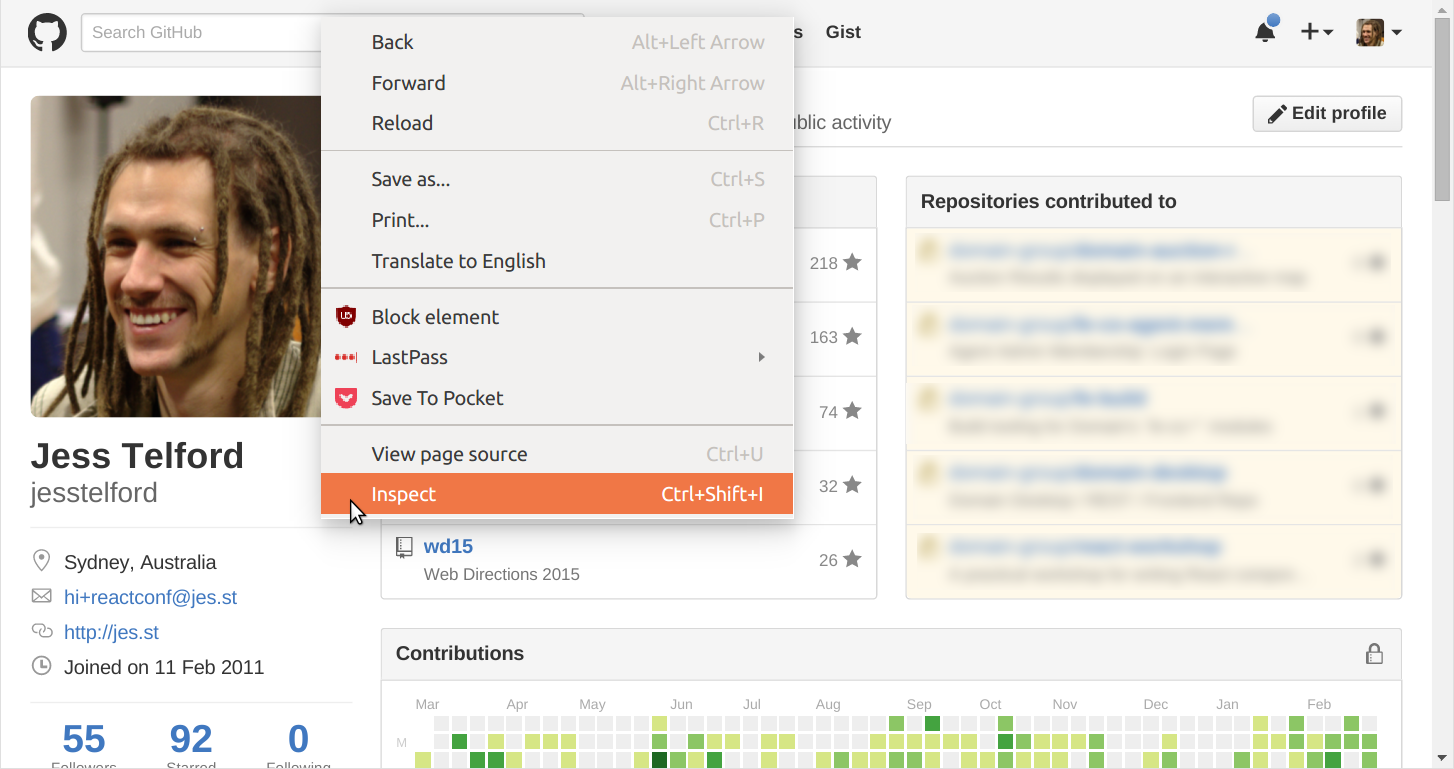 Search GitHub
s Gist
Back Alt+Left Arrow
Forward Alt+Right Arrow
Reload Ctrl+R
Save as... Ctrl+S
Print... Ctrl+P
Translate to English
Block element
LastPass
Save To Pocket
View page source Ctrl+U
Inspect Ctrl+Shift+I
blic activity
Edit profile
Jess Telford
jesstelford
Sydney, Australia
hi+reactconf@jes.st
http://jes.st
Joined on 11 Feb 2011
55 92 0
Followers Starred Following
218
163
74
32
wd15 26
Web Directions 2015
Repositories contributed to
Contributions
Mar Apr May Jun Jul Aug Sep Oct Nov Dec Jan Feb
M